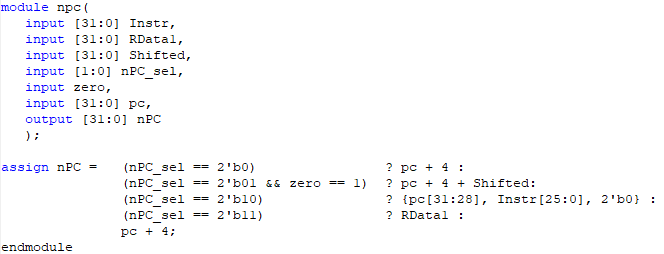 module npc(
input [31:0] Instr,
input [31:0] RData1,
input [31:0] Shifted,
input [1:0] nPC_sel,
input zero,
input [31:0] pc,
output [31:0] nPC
);
assign nPC = (nPC_sel == 2'b0) ? pc + 4 :
(nPC_sel == 2'b01 && zero == 1) ? pc + 4 + Shifted:
(nPC_sel == 2'b10) ? {pc[31:28], Instr[25:0], 2'b0} :
(nPC_sel == 2'b11) ? RData1 :
pc + 4;
endmodule